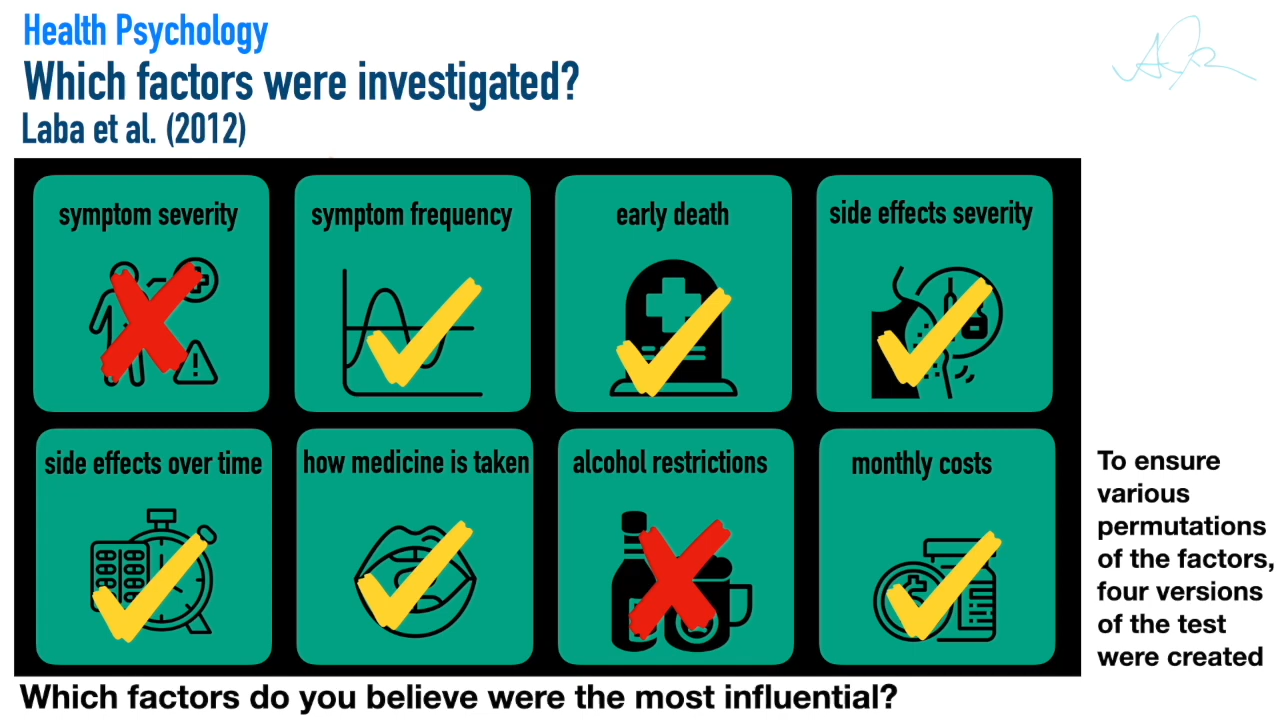 Health Psychology
Which factors were investigated?
Laba et al. (2012)
symptom severity
symptom frequency
early death
side effects severity
side effects over time
how medicine is taken
alcohol restrictions
monthly costs
To ensure
various
permutations
of the factors,
four versions
of the test
were created
Which factors do you believe were the most influential?